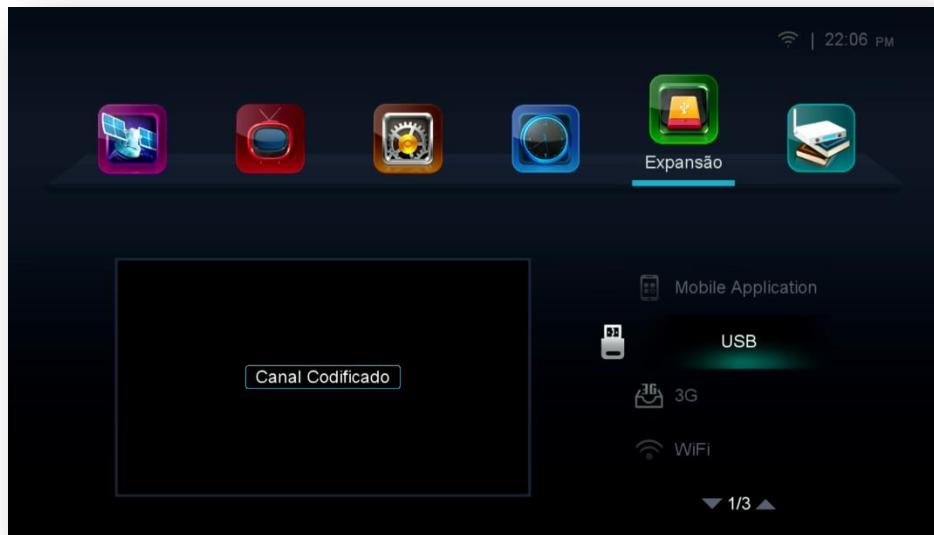 22:06 PM
Expansão
Mobile Application
USB
Canal Codificado
3G
3G
WiFi
1/3